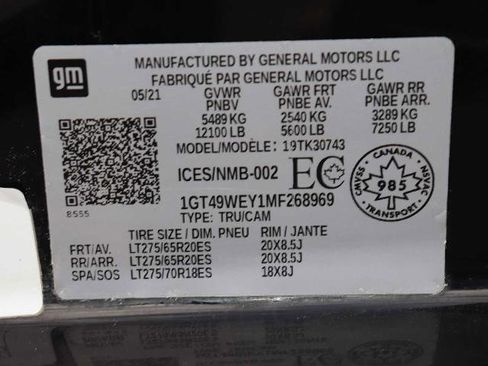 gm
MANUFACTURED BY GENERAL MOTORS LLC
FABRIQUÉ PAR GENERAL MOTORS LLC
05/21 GVWR GAWR FRT GAWR RR
PNBV PNBE AV. PNBE ARR.
5489 KG 2540 KG 3289 KG
12100 LB 5600 LB 7250 LB
MODEL/MODÈLE: 19TK30743
ICES/NMB-002 EC
CANADA
CMVSS 985 NSVAC
TRANSPORT
8555
1GT49WEY1MF268969
TYPE: TRU/CAM
TIRE SIZE / DIM. PNEU RIM / JANTE
FRT/AV. LT275/65R20ES 20X8.5J
RR/ARR. LT275/65R20ES 20X8.5J
SPA/SOS LT275/70R18ES 18X8J